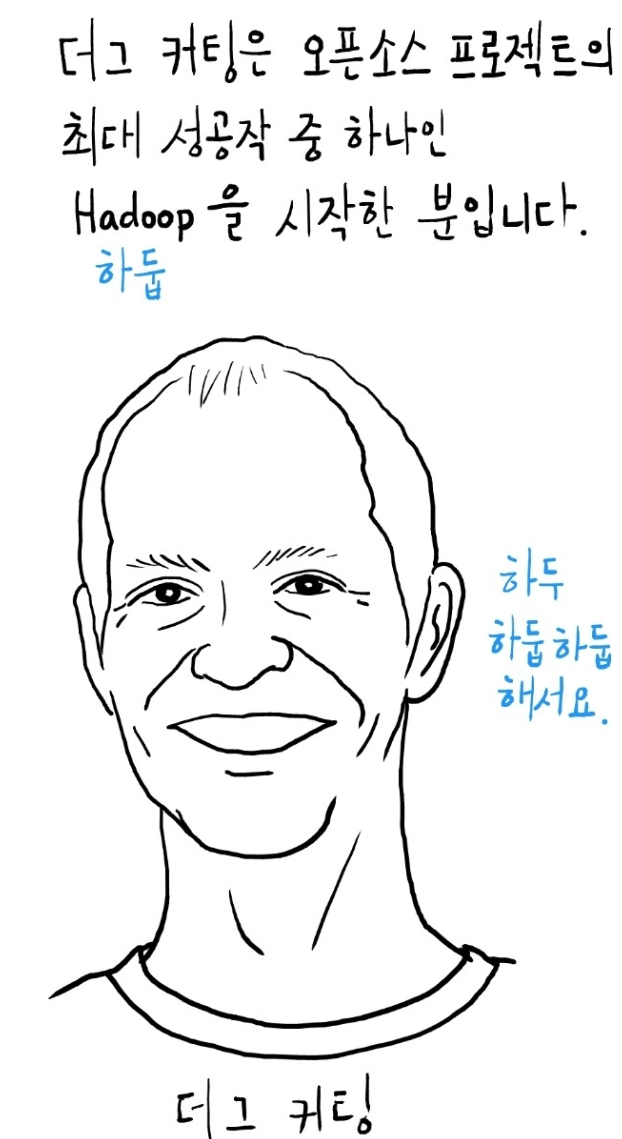 더그 커팅은 오픈소스 프로젝트의
최대 성공작 중 하나인
Hadoop을 시작한 분입니다.
하둡
하두
하둡하둡
해서요.
더그 커팅